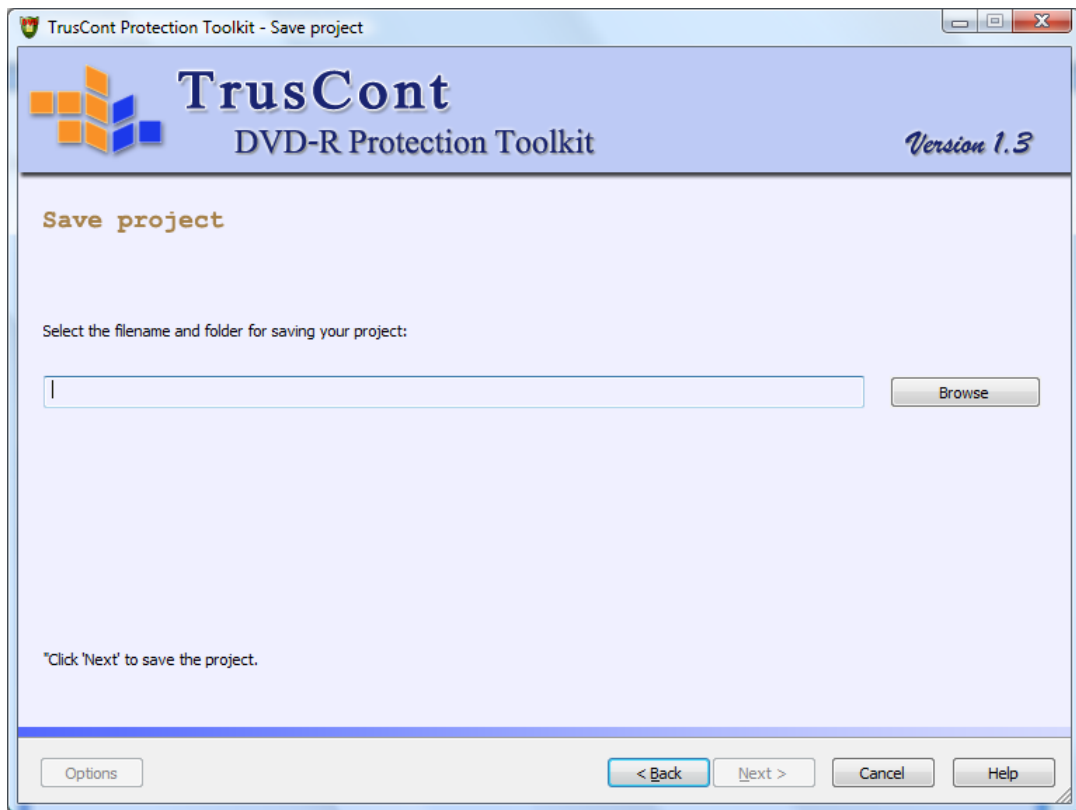 TrusCont Protection Toolkit - Save project
TrusCont
DVD-R Protection Toolkit
Version 1.3
Save project
Select the filename and folder for saving your project:
Browse
"Click 'Next' to save the project.
Options
< Back
Next >
Cancel
Help